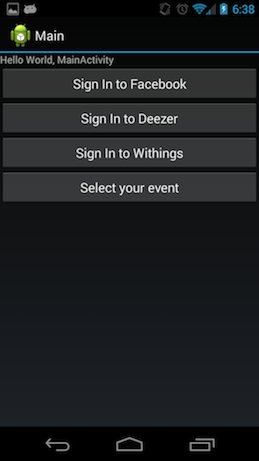 6:38
Main
Hello World, MainActivity
Sign In to Facebook
Sign In to Deezer
Sign In to Withings
Select your event